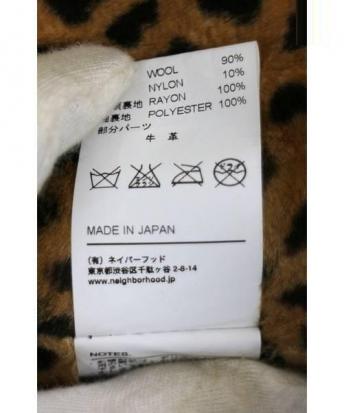 WOOL 90%
NYLON 10%
裏地 RAYON 100%
裏地 POLYESTER 100%
部分パーツ
牛 革
MADE IN JAPAN
(有) ネイバーフッド
東京都渋谷区千駄ヶ谷 2-8-14
www.neighborhood.jp
NOTES